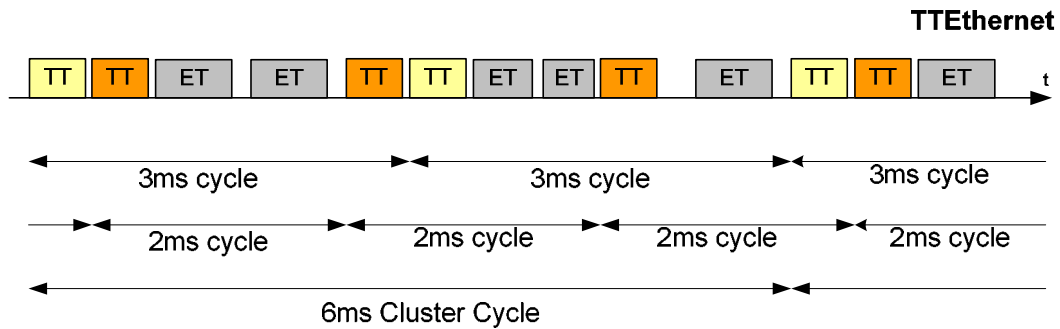 TTEthernet
TT TT ET ET TT TT ET ET TT ET TT TT ET
t
3ms cycle 3ms cycle 3ms cycle
2ms cycle 2ms cycle 2ms cycle 2ms cycle
6ms Cluster Cycle